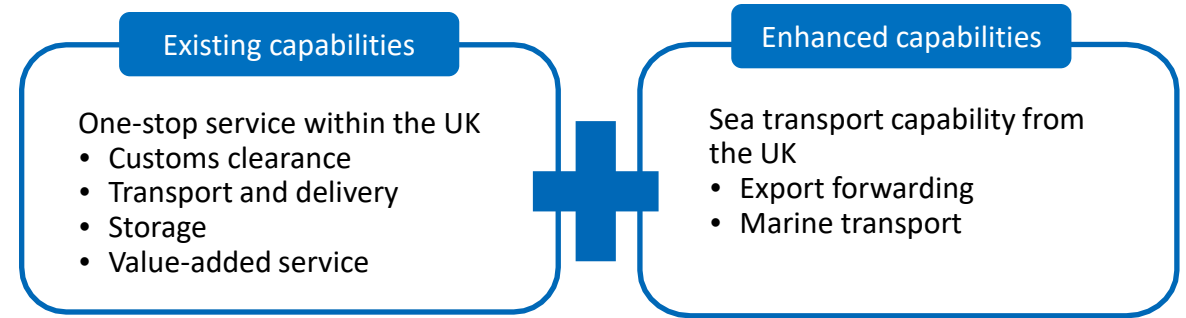 Existing capabilities
One-stop service within the UK
• Customs clearance
• Transport and delivery
• Storage
• Value-added service
Enhanced capabilities
Sea transport capability from
the UK
• Export forwarding
• Marine transport